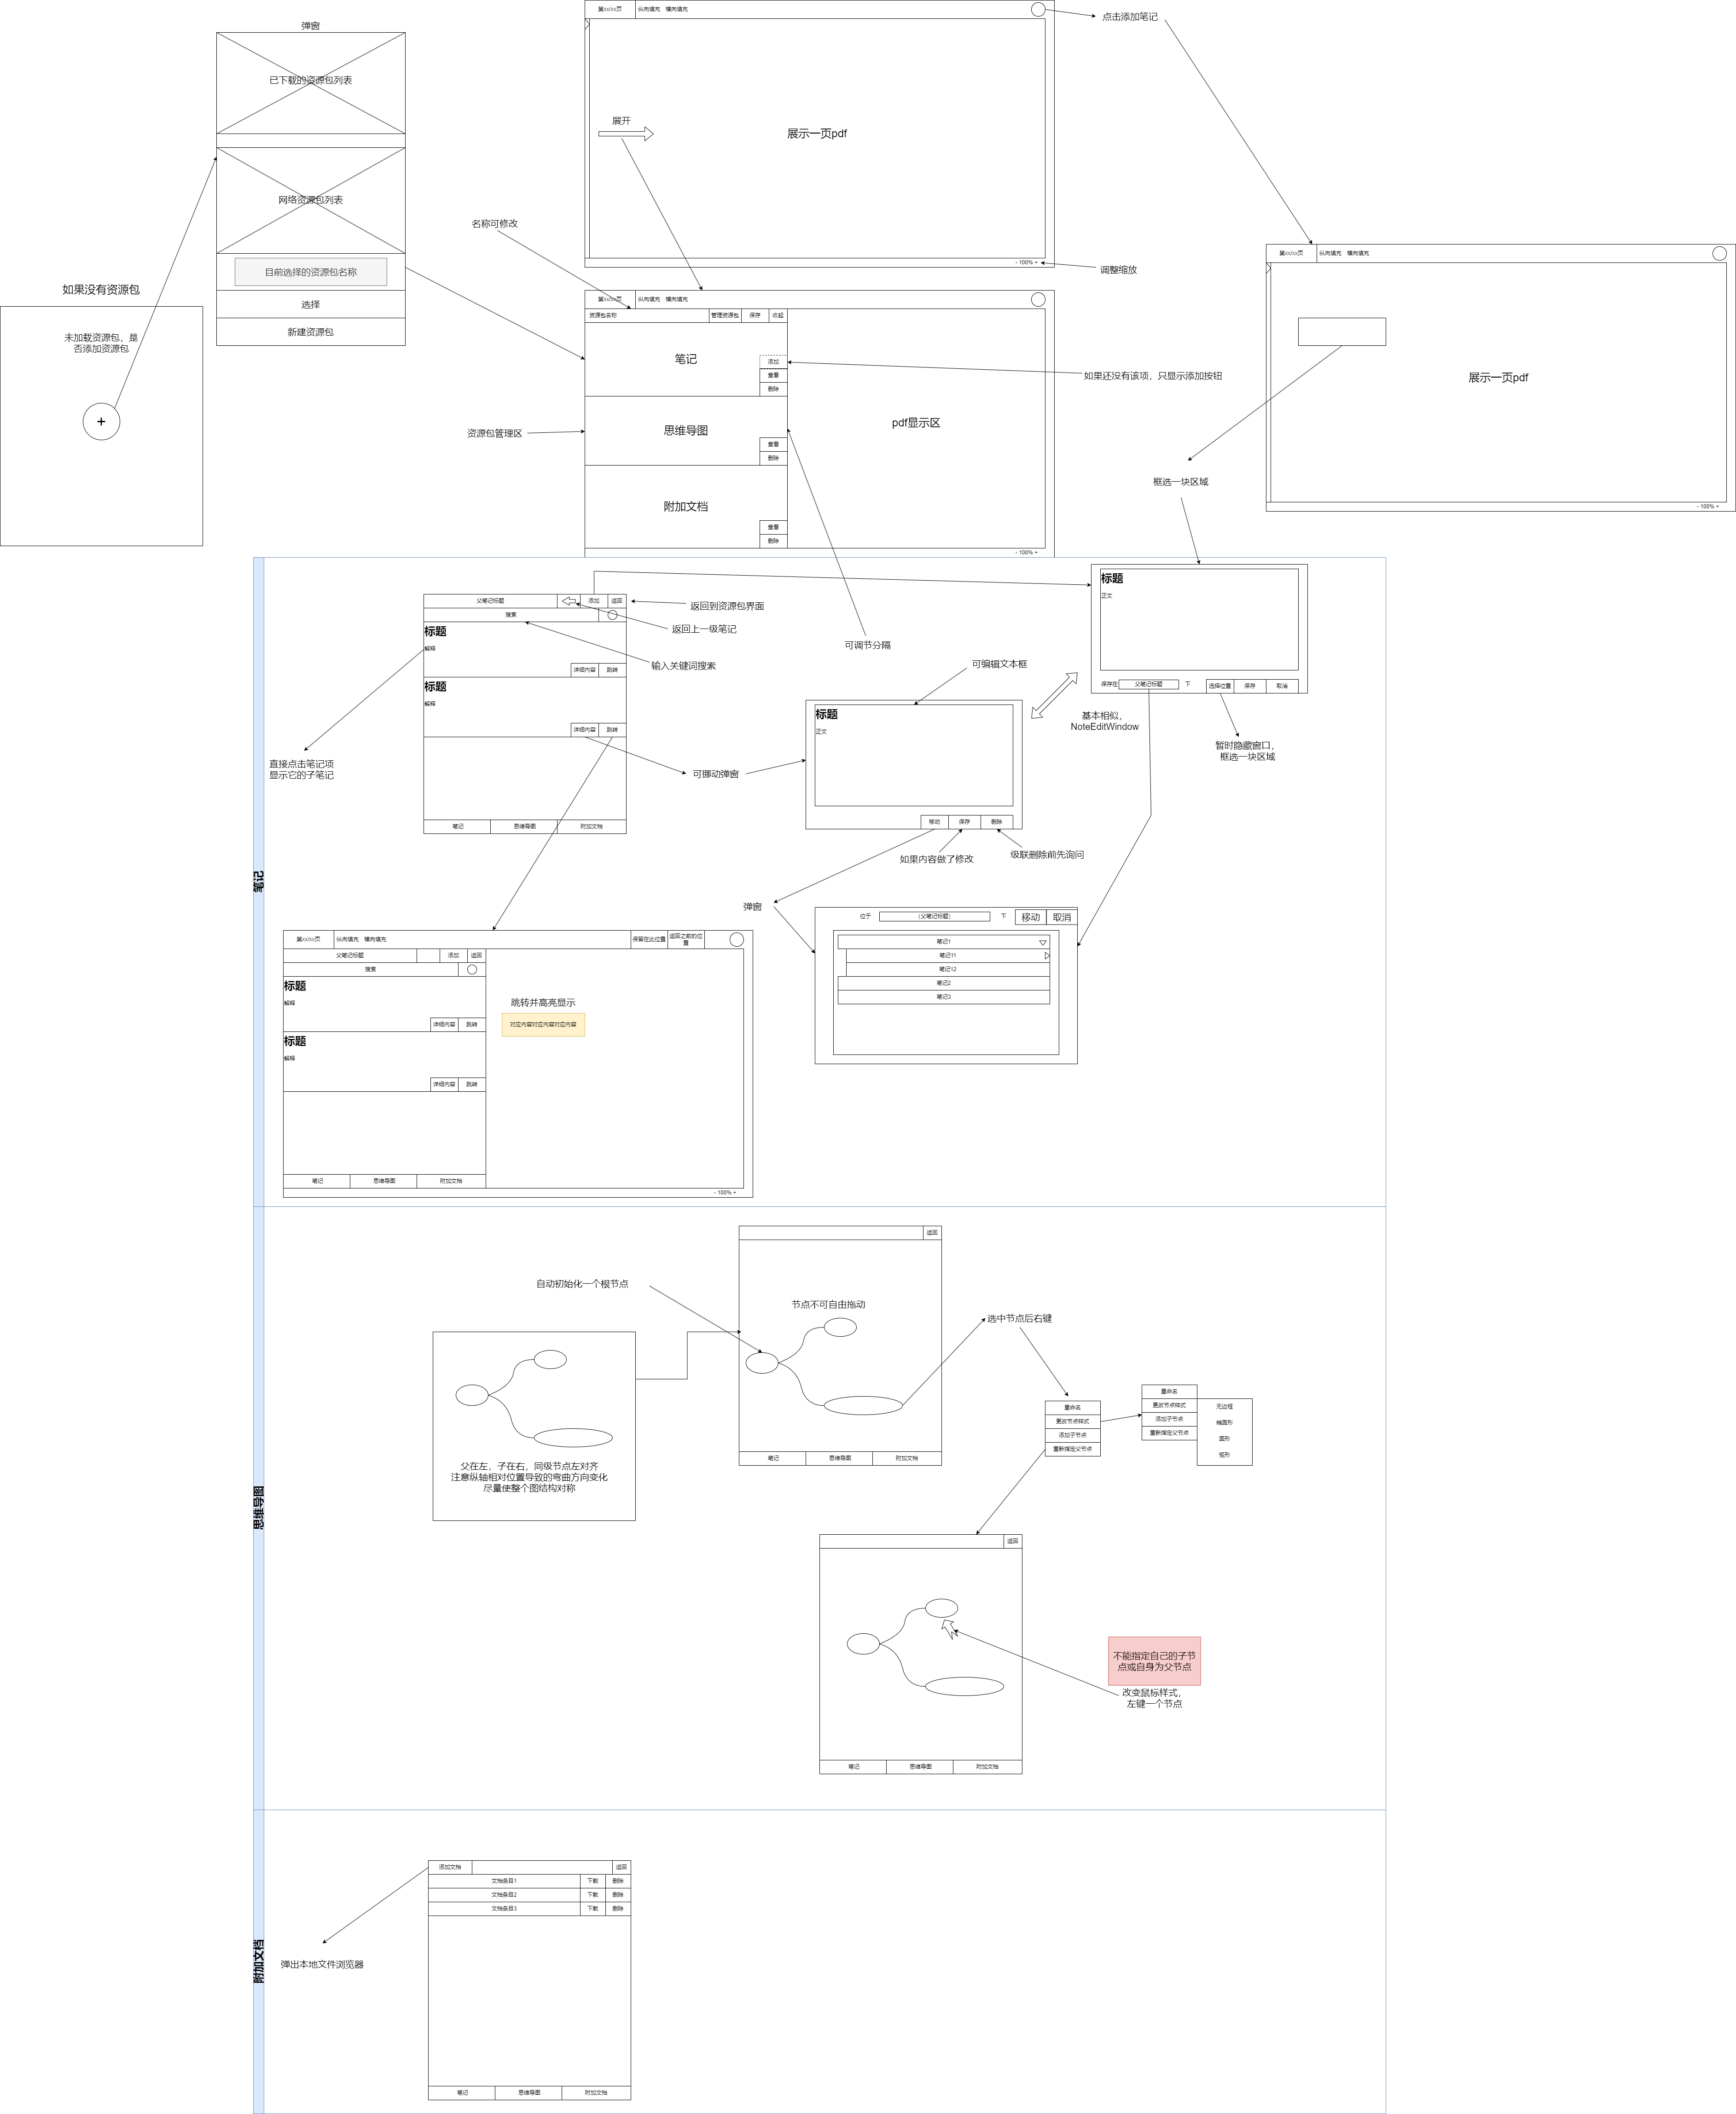 弹窗
已下载的资源包列表
网络资源包列表
目前选择的资源包名称
选择
新建资源包
如果没有资源包
未加载资源包，是
否添加资源包
+
第xx/xx页
纵向填充 横向填充
点击添加笔记
展开
展示一页pdf
- 100% +
调整缩放
名称可修改
第xx/xx页
纵向填充 横向填充
资源包名称
管理资源包
保存
收起
笔记
添加
查看
删除
如果还没有该项，只显示添加按钮
资源包管理区
思维导图
查看
删除
pdf显示区
附加文档
查看
删除
- 100% +
可调节分隔
第xx/xx页
纵向填充 横向填充
展示一页pdf
- 100% +
框选一块区域
笔记
父笔记标题
添加
返回
返回到资源包界面
搜索
返回上一级笔记
输入关键词搜索
标题
解释
详细内容
跳转
标题
解释
详细内容
跳转
笔记
思维导图
附加文档
直接点击笔记项
显示它的子笔记
可挪动弹窗
可编辑文本框
标题
正文
移动
保存
删除
如果内容做了修改
级联删除前先询问
基本相似，
NoteEditWindow
标题
正文
保存在
父笔记标题
下
选择位置
保存
取消
暂时隐藏窗口，
框选一块区域
弹窗
位于
（父笔记标题）
下
移动
取消
笔记1
笔记11
笔记12
笔记2
笔记3
第xx/xx页
纵向填充 横向填充
保留在此位置
返回之前的位
置
父笔记标题
添加
返回
搜索
标题
解释
详细内容
跳转
标题
解释
详细内容
跳转
跳转并高亮显示
对应内容对应内容对应内容
笔记
思维导图
附加文档
- 100% +
思维导图
自动初始化一个根节点
返回
节点不可自由拖动
笔记
思维导图
附加文档
父在左，子在右，同级节点左对齐
注意纵轴相对位置导致的弯曲方向变化
尽量使整个图结构对称
选中节点后右键
重命名
更改节点样式
添加子节点
重新指定父节点
重命名
更改节点样式
添加子节点
重新指定父节点
无边框
椭圆形
圆形
矩形
返回
笔记
思维导图
附加文档
不能指定自己的子节
点或自身为父节点
改变鼠标样式，
左键一个节点
附加文档
添加文档
返回
文档条目1
下载
删除
文档条目2
下载
删除
文档条目3
下载
删除
弹出本地文件浏览器
笔记
思维导图
附加文档